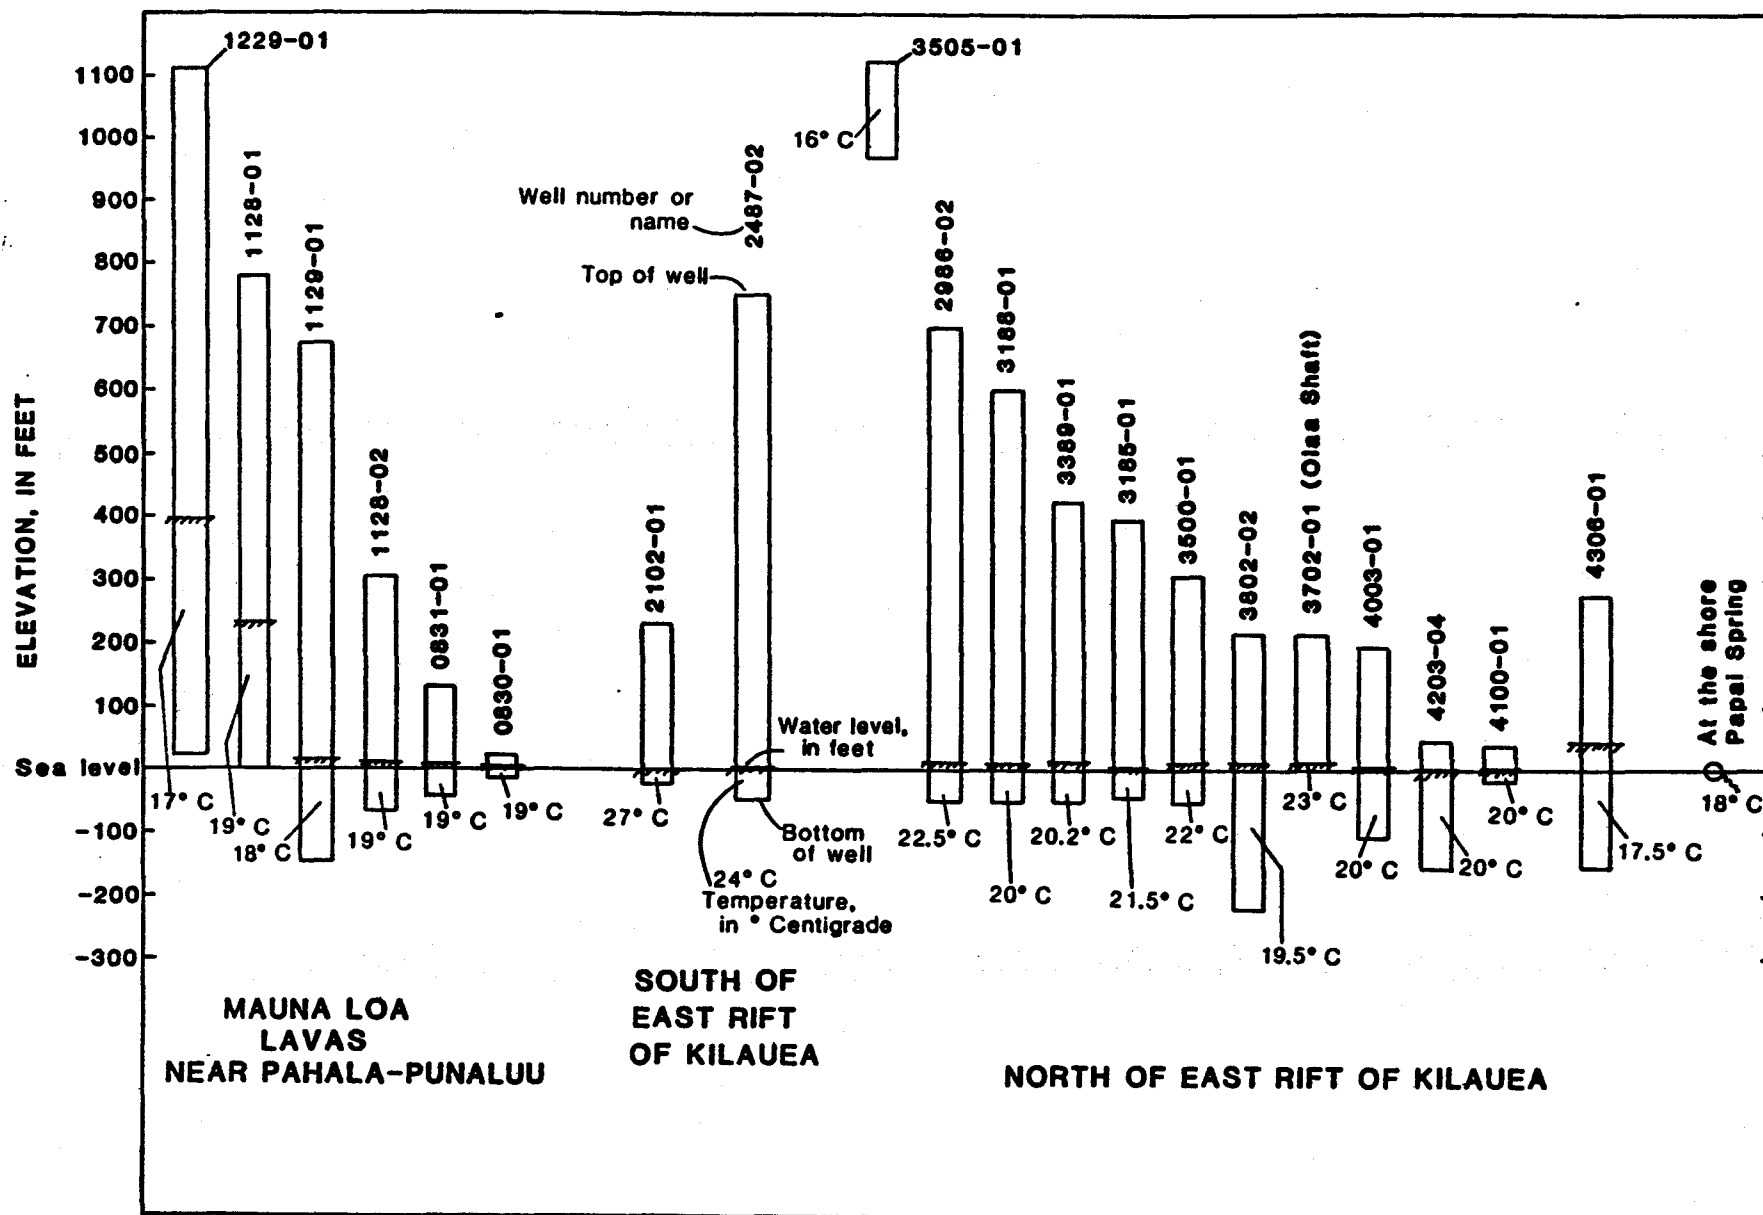 1229-01
3505-01
1100
1000
900
800
700
600
500
400
300
200
100
Sea level
-100
-200
-300
ELEVATION, IN FEET
1128-01
1129-01
1128-02
0831-01
0830-01
2102-01
2487-02
Well number or
name
Top of well
16° C
2986-02
3188-01
3389-01
3185-01
3500-01
3802-02
3702-01 (Olaa Shaft)
4003-01
4203-04
4100-01
4306-01
At the shore
Papai Spring
Water level,
in feet
Bottom
of well
24° C
Temperature,
in ° Centigrade
17° C
19° C
18° C
19° C
19° C
19° C
27° C
22.5° C
20° C
20.2° C
21.5° C
22° C
19.5° C
23° C
20° C
20° C
20° C
17.5° C
18° C
MAUNA LOA
LAVAS
NEAR PAHALA-PUNALUU
SOUTH OF
EAST RIFT
OF KILAUEA
NORTH OF EAST RIFT OF KILAUEA